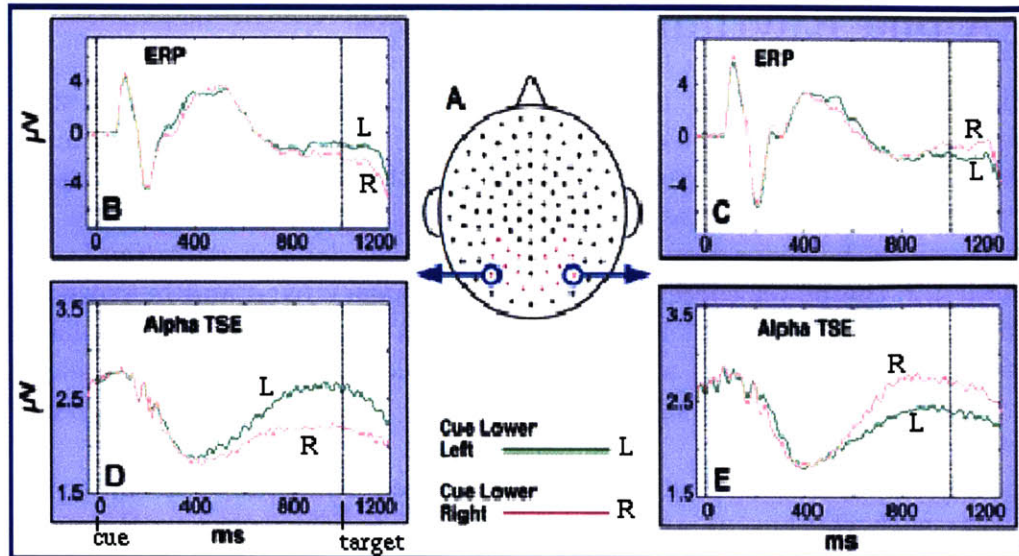 ERP
4
0
-4
µV
L
R
B
0 400 800 1200
A
ERP
4
0
-4
R
L
C
0 400 800 1200
3.5
2.5
1.5
µV
Alpha TSE
L
R
D
400 800 1200
cue ms target
Cue Lower
Left L
Cue Lower
Right R
3.5
2.5
1.5
Alpha TSE
R
L
E
0 400 800 1200
ms